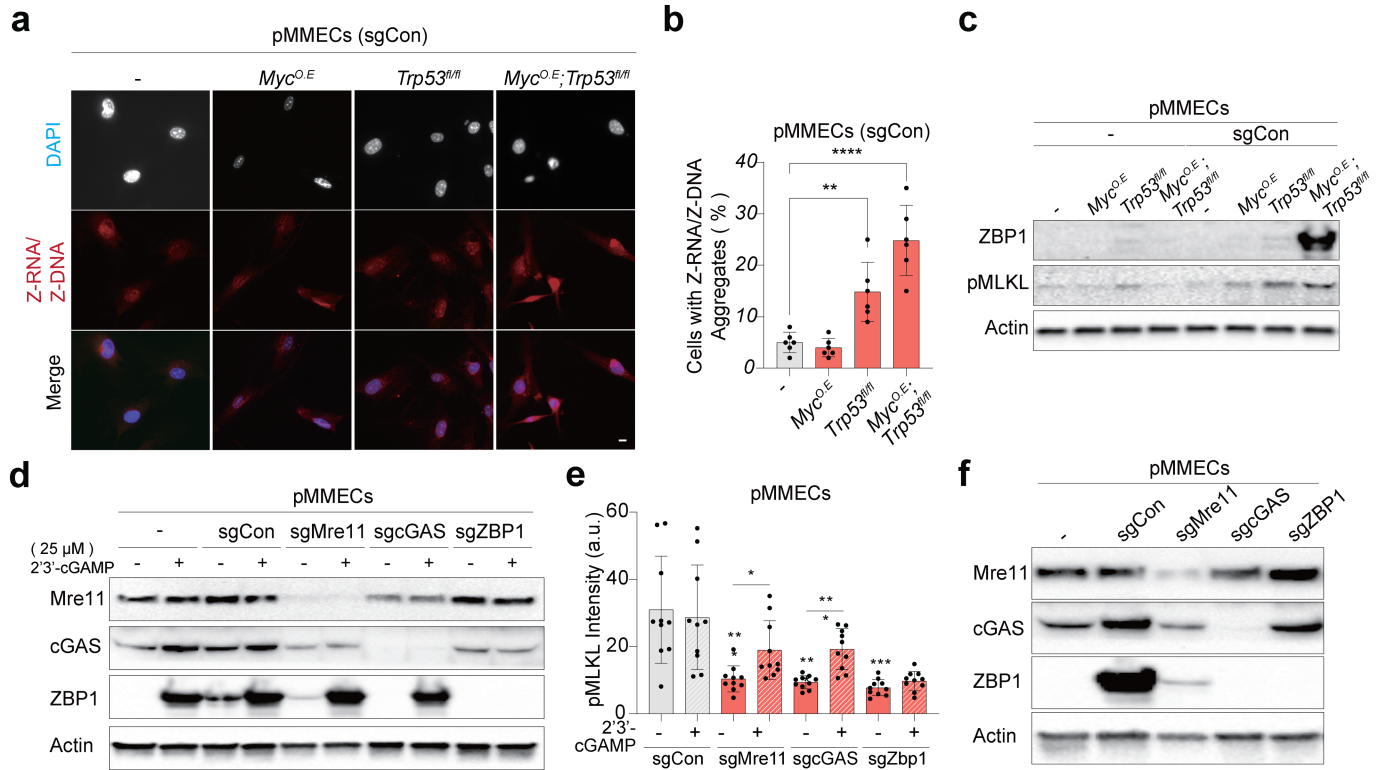 a
pMMECs (sgCon)
- Myc^O.E Trp53^fl/fl Myc^O.E;Trp53^fl/fl
DAPI
Z-RNA/
Z-DNA
Merge
b
pMMECs (sgCon)
Cells with Z-RNA/Z-DNA
Aggregates ( % )
40
30
20
10
0
****
**
-
Myc^O.E
Trp53^fl/fl
Myc^O.E;
Trp53^fl/fl
c
pMMECs
- sgCon
- Myc^O.E Trp53^fl/fl Myc^O.E; Trp53^fl/fl - Myc^O.E Trp53^fl/fl Myc^O.E; Trp53^fl/fl
ZBP1
pMLKL
Actin
d
pMMECs
- sgCon sgMre11 sgcGAS sgZBP1
( 25 µM )
2'3'-cGAMP - + - + - + - + - +
Mre11
cGAS
ZBP1
Actin
e
pMMECs
pMLKL Intensity (a.u.)
60
40
20
0
**
*
*
**
**
*
***
2'3'-
cGAMP
- + - + - + - +
sgCon sgMre11 sgcGAS sgZbp1
f
pMMECs
- sgCon sgMre11 sgcGAS sgZBP1
Mre11
cGAS
ZBP1
Actin